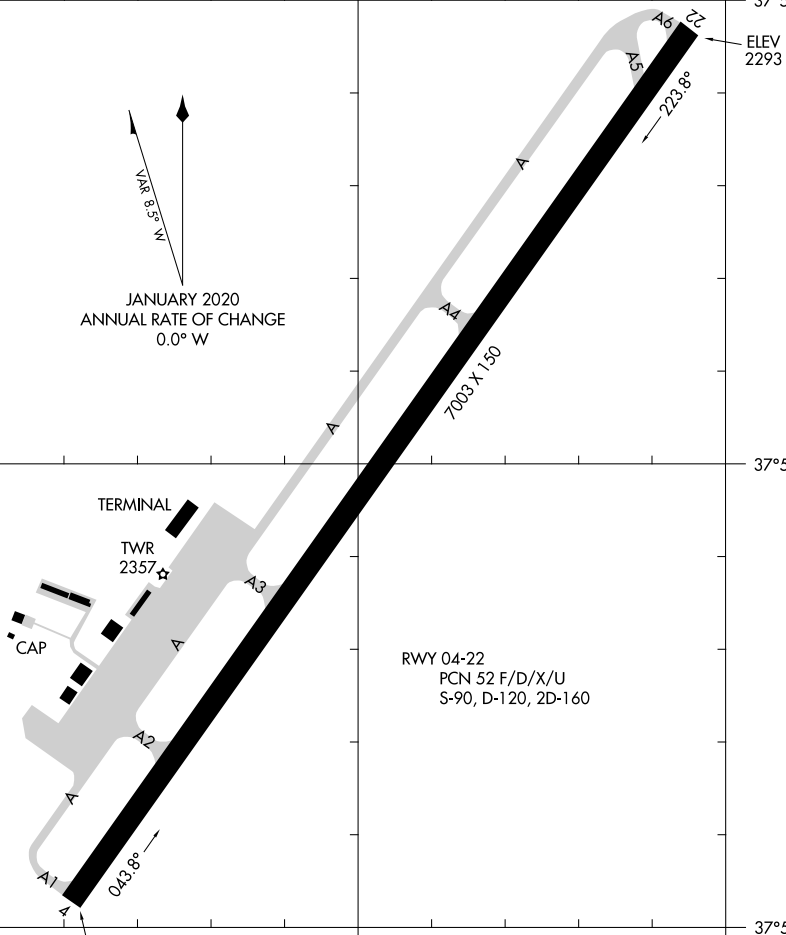 37°5
A6
22
ELEV
2293
A5
223.8°
A
VAR 8.5° W
JANUARY 2020
ANNUAL RATE OF CHANGE
0.0° W
A4
7003 X 150
A
37°5
TERMINAL
TWR
2357
A3
CAP
A
RWY 04-22
PCN 52 F/D/X/U
S-90, D-120, 2D-160
A2
A
043.8°
A1
4
37°5